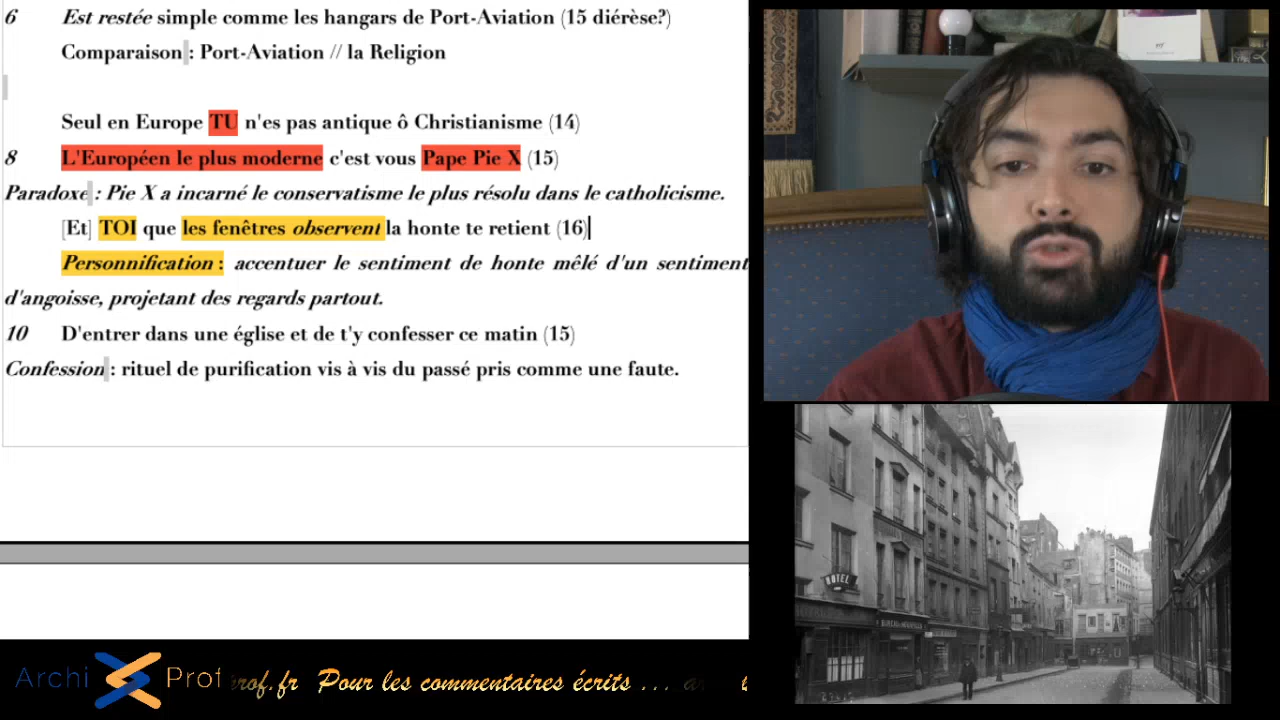 6 Est restée simple comme les hangars de Port-Aviation (15 diérèse?)
Comparaison : Port-Aviation // la Religion
Seul en Europe TU n'es pas antique ô Christianisme (14)
8 L'Européen le plus moderne c'est vous Pape Pie X (15)
Paradoxe : Pie X a incarné le conservatisme le plus résolu dans le catholicisme.
[Et] TOI que les fenêtres observent la honte te retient (16)
Personnification : accentuer le sentiment de honte mêlé d'un sentiment
d'angoisse, projetant des regards partout.
10 D'entrer dans une église et de t'y confesser ce matin (15)
Confession : rituel de purification vis à vis du passé pris comme une faute.
HOTEL
Archi Prof
rof.fr Pour les commentaires écrits ...